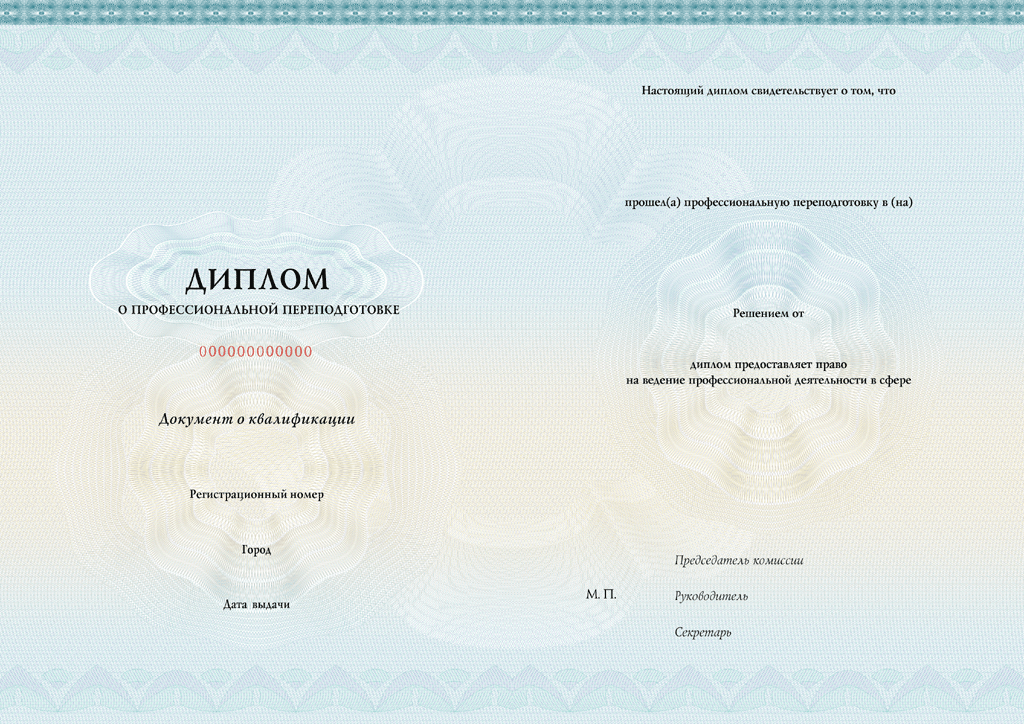 ДИПЛОМ
О ПРОФЕССИОНАЛЬНОЙ ПЕРЕПОДГОТОВКЕ
000000000000
Документ о квалификации
Регистрационный номер
Город
Дата выдачи
Настоящий диплом свидетельствует о том, что
прошел(а) профессиональную переподготовку в (на)
Решением от
диплом предоставляет право
на ведение профессиональной деятельности в сфере
Председатель комиссии
М. П.
Руководитель
Секретарь